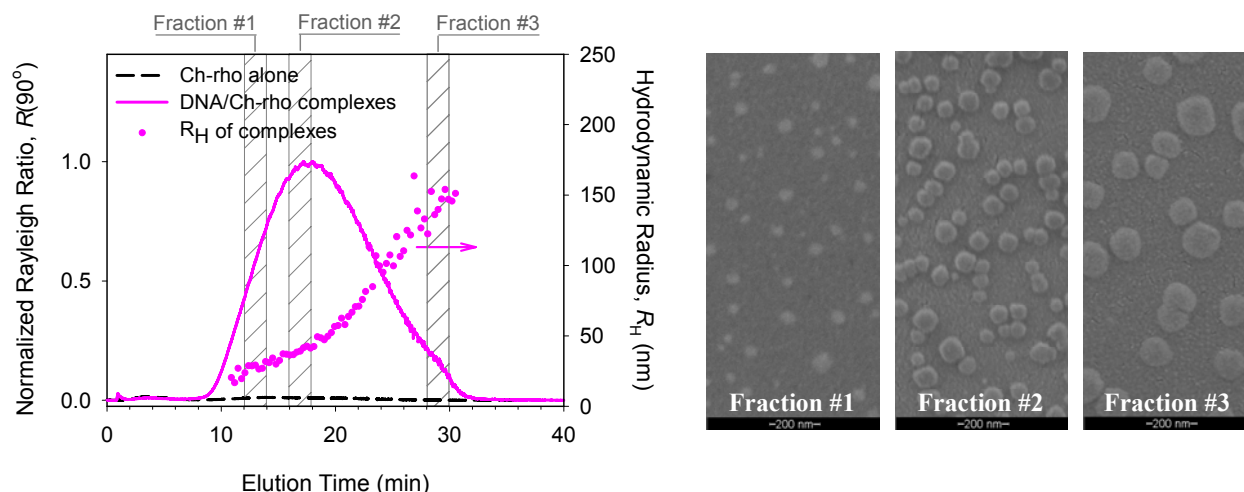 Fraction #1 Fraction #2 Fraction #3
Normalized Rayleigh Ratio, R(90°)
1.0
0.5
0.0
Ch-rho alone
DNA/Ch-rho complexes
RH of complexes
250
200
150
100
50
0
Hydrodynamic Radius, RH (nm)
0 10 20 30 40
Elution Time (min)
Fraction #1
200 nm
Fraction #2
200 nm
Fraction #3
200 nm